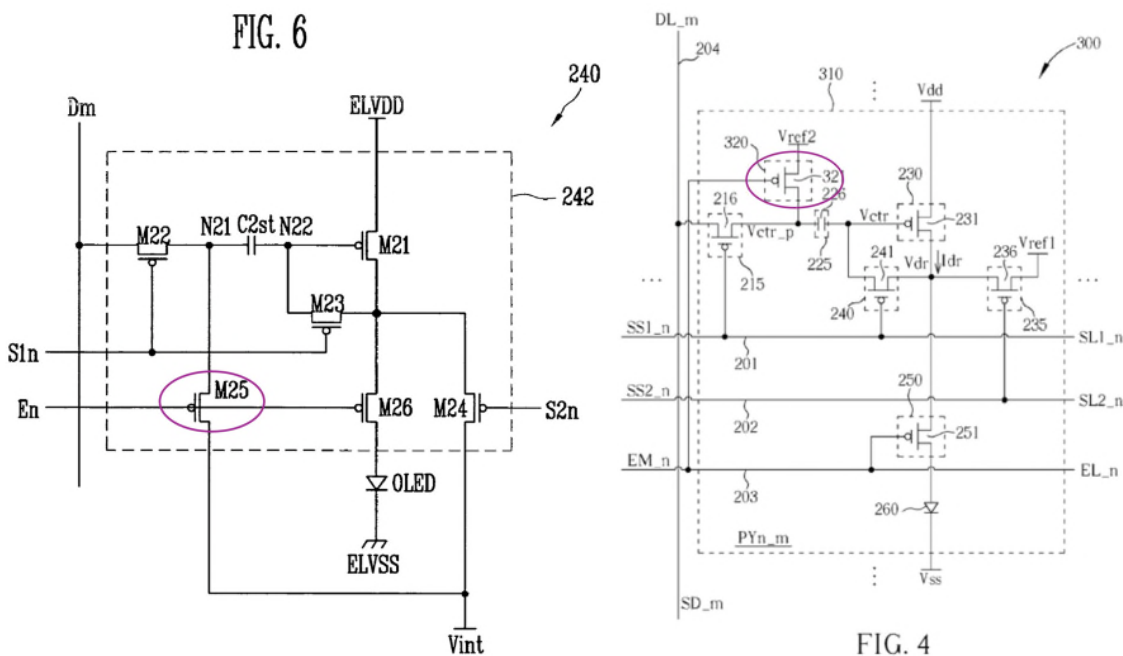 FIG. 6
240
Dm
ELVDD
242
M22
N21
C2st
N22
M21
M23
S1n
M25
En
M26
M24
S2n
OLED
ELVSS
Vint
DL_m
204
300
310
Vdd
Vref2
320
32
230
216
226
Vctr
231
Vctr_p
225
Vref1
241
Vdr
Idr
236
215
240
235
SS1_n
201
SL1_n
SS2_n
202
250
SL2_n
251
EM_n
203
EL_n
260
PYn_m
Vss
SD_m
FIG. 4